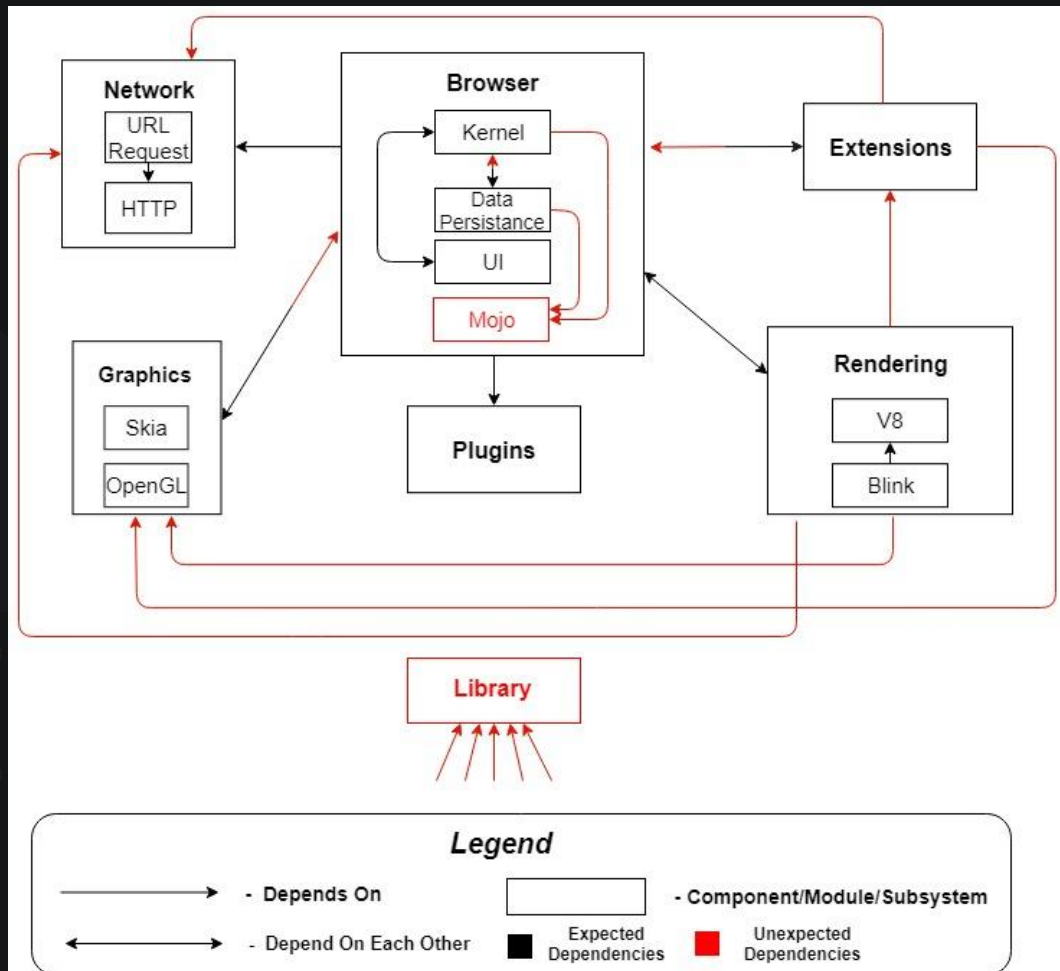 Network
URL
Request
HTTP
Browser
Kernel
Data
Persistance
UI
Mojo
Extensions
Graphics
Skia
OpenGL
Plugins
Rendering
V8
Blink
Library
Legend
- Depends On
- Component/Module/Subsystem
- Depend On Each Other
Expected
Dependencies
Unexpected
Dependencies